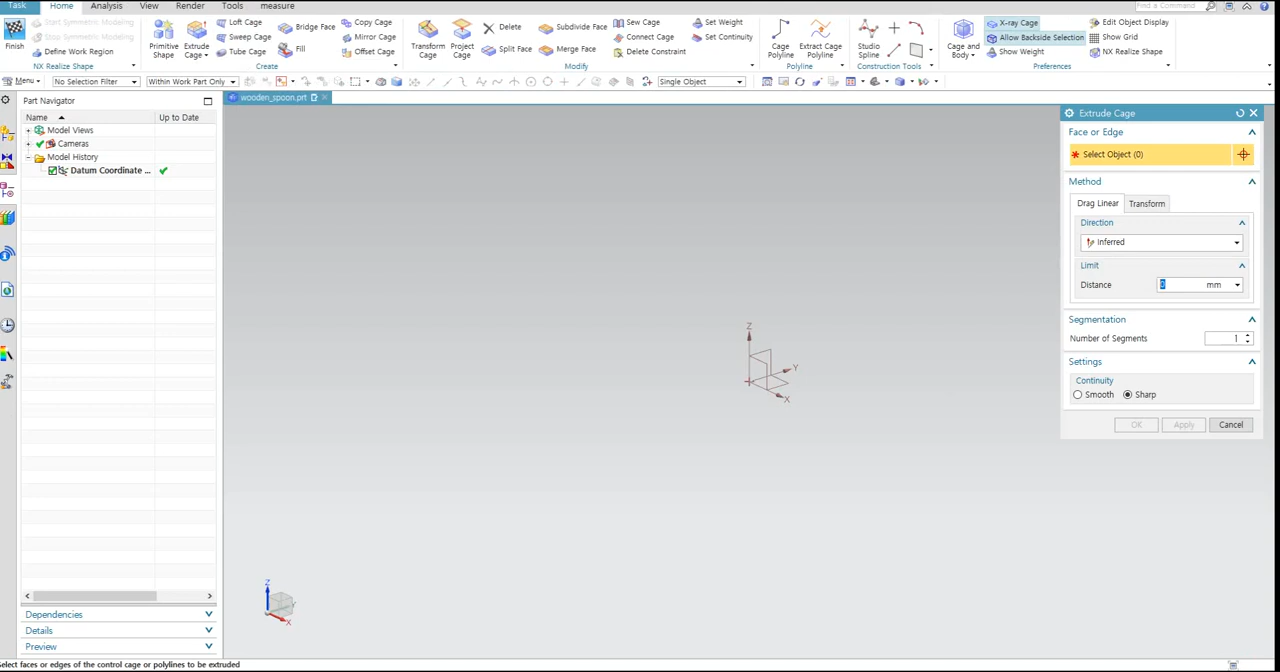 Task Home Analysis View Render Tools measure Find a Command
Start Symmetric Modeling
Stop Symmetric Modeling
Define Work Region
Finish
NX Realize Shape
Primitive Shape
Extrude Cage
Loft Cage
Sweep Cage
Tube Cage
Bridge Face
Fill
Copy Cage
Mirror Cage
Offset Cage
Create
Transform Cage
Project Cage
Delete
Split Face
Subdivide Face
Merge Face
Sew Cage
Connect Cage
Delete Constraint
Set Weight
Set Continuity
Modify
Cage Polyline
Extract Cage Polyline
Polyline
Studio Spline
Construction Tools
Cage and Body
X-ray Cage
Allow Backside Selection
Show Weight
Edit Object Display
Show Grid
NX Realize Shape
Preferences
Menu No Selection Filter Within Work Part Only Single Object
Part Navigator
wooden_spoon.prt
Name Up to Date
Model Views
Cameras
Model History
Datum Coordinate ...
Dependencies
Details
Preview
Z
Y
X
Z
Y
X
Extrude Cage
Face or Edge
* Select Object (0)
Method
Drag Linear Transform
Direction
Inferred
Limit
Distance 0 mm
Segmentation
Number of Segments 1
Settings
Continuity
Smooth Sharp
OK Apply Cancel
Select faces or edges of the control cage or polylines to be extruded